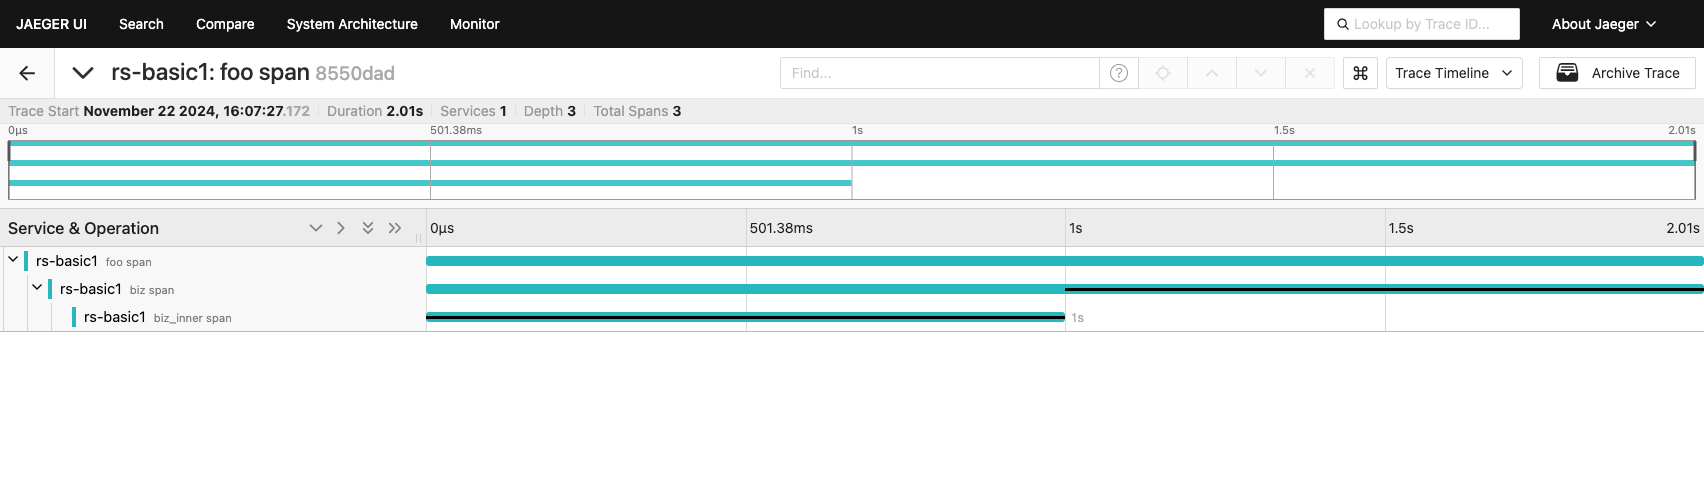 JAEGER UI Search Compare System Architecture Monitor Lookup by Trace ID... About Jaeger
rs-basic1: foo span 8550dad Find... ? ⌘ Trace Timeline Archive Trace
Trace Start November 22 2024, 16:07:27.172 Duration 2.01s Services 1 Depth 3 Total Spans 3
0μs 501.38ms 1s 1.5s 2.01s
Service & Operation 0μs 501.38ms 1s 1.5s 2.01s
rs-basic1 foo span
rs-basic1 biz span
rs-basic1 biz_inner span 1s